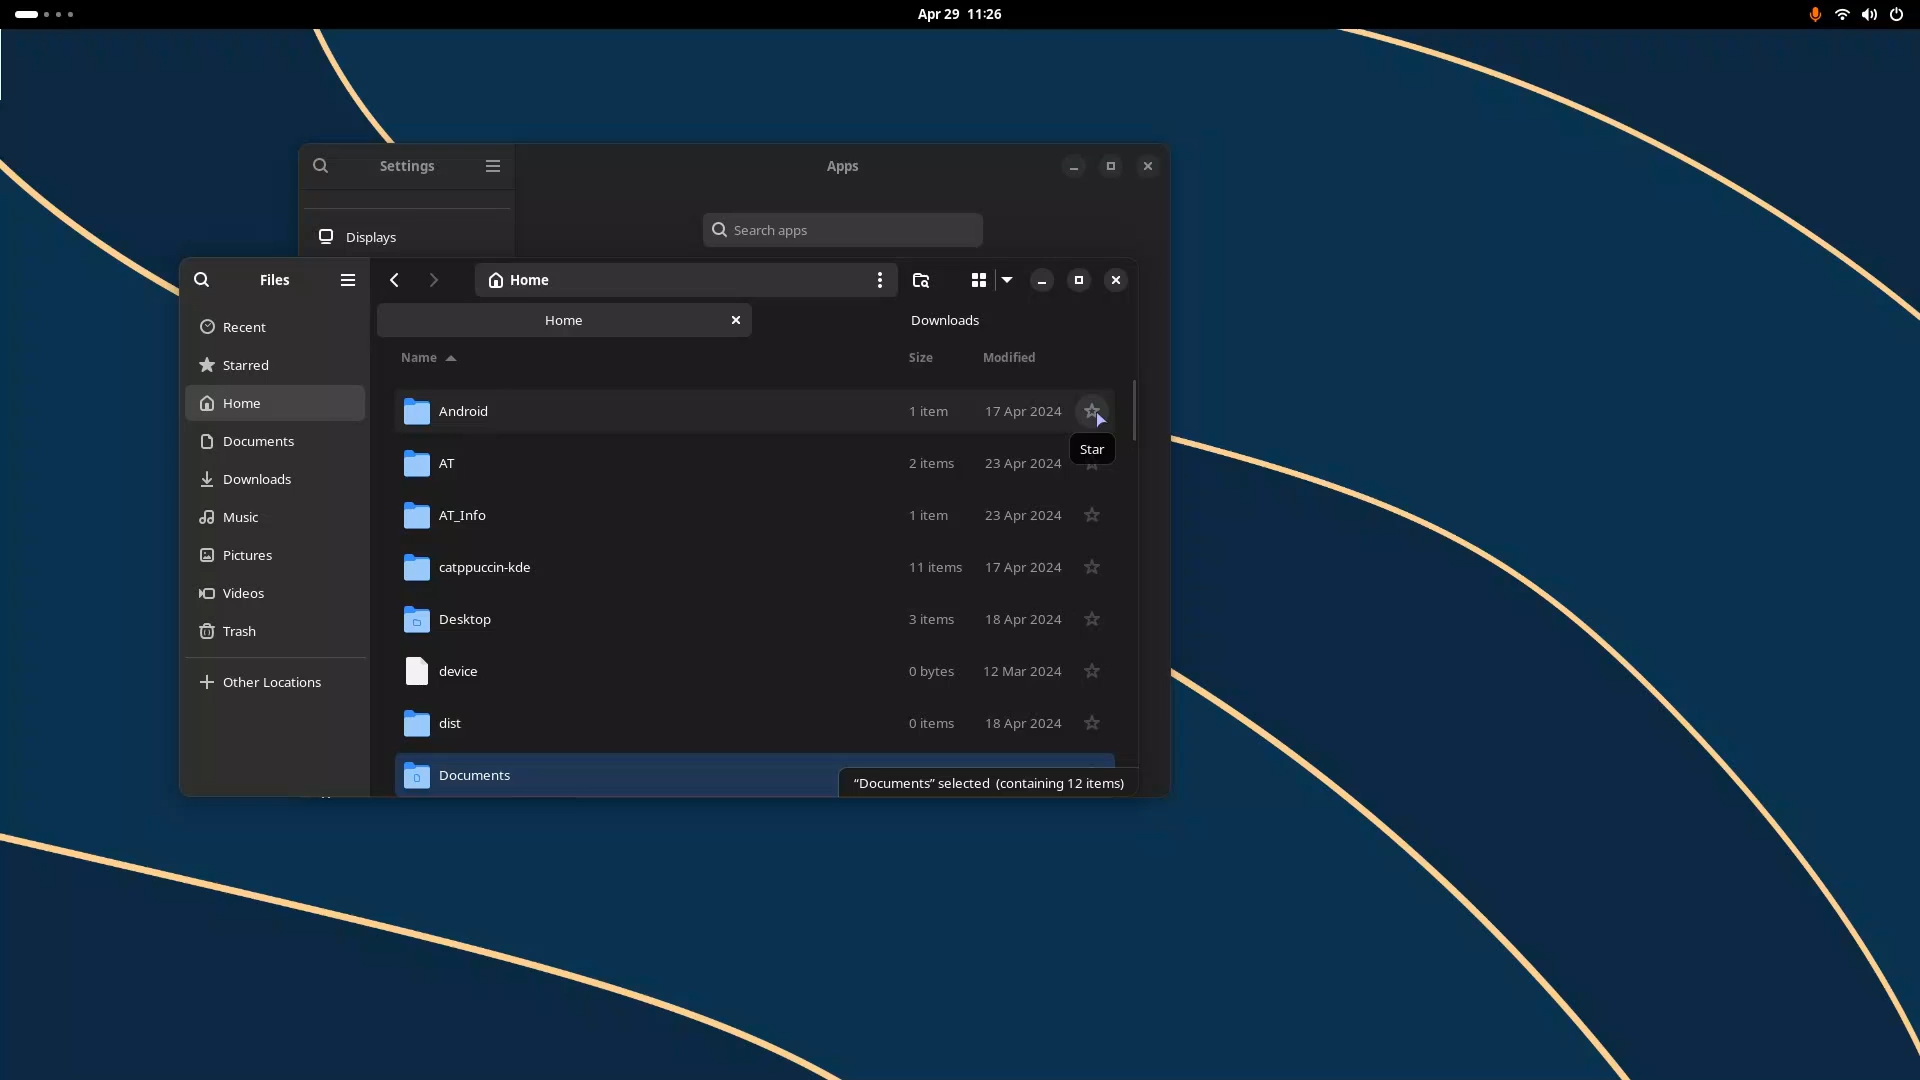 Apr 29 11:26
Settings
Apps
Search apps
Displays
Files
Home
Home
Downloads
Recent
Starred
Home
Documents
Downloads
Music
Pictures
Videos
Trash
Other Locations
Name Size Modified
Android 1 item 17 Apr 2024
Star
AT 2 items 23 Apr 2024
AT_Info 1 item 23 Apr 2024
catppuccin-kde 11 items 17 Apr 2024
Desktop 3 items 18 Apr 2024
device 0 bytes 12 Mar 2024
dist 0 items 18 Apr 2024
Documents
“Documents” selected (containing 12 items)